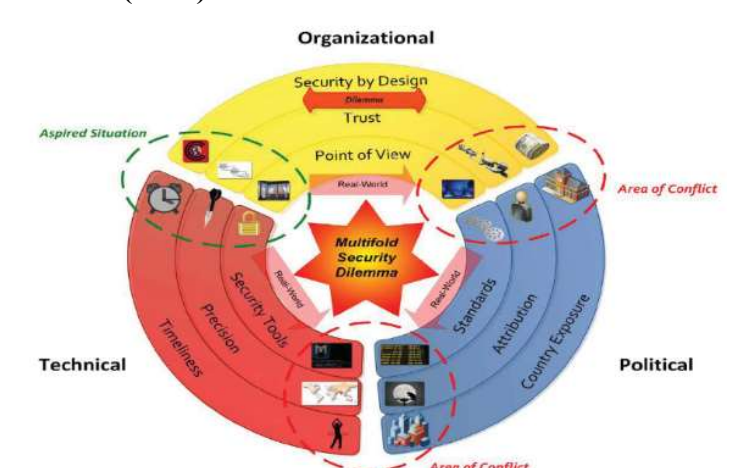 Organizational
Security by Design
Dilemma
Trust
Aspired Situation
Point of View
Real-World
Area of Conflict
Multifold
Security
Dilemma
Real-World
Real-World
Security Tools
Precision
Timeliness
Standards
Attribution
Country Exposure
Technical
Political
Area of Conflict